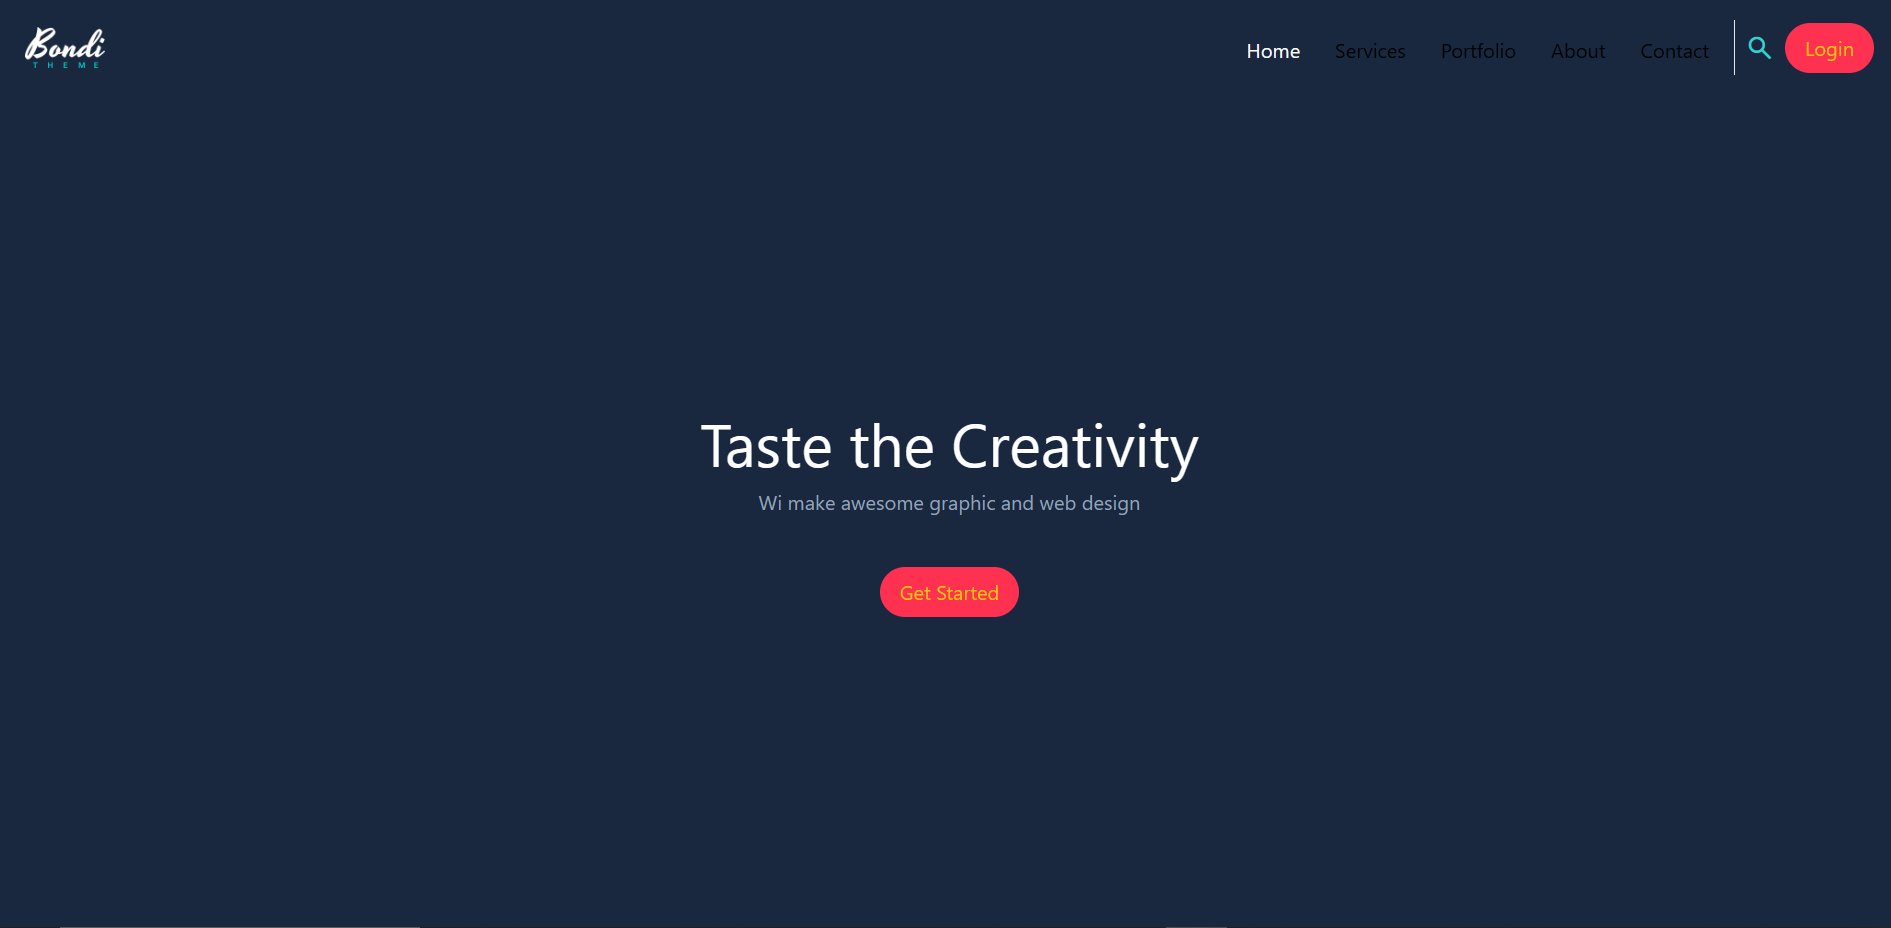 Bondi
THEME
Home Services Portfolio About Contact Login
Taste the Creativity
Wi make awesome graphic and web design
Get Started